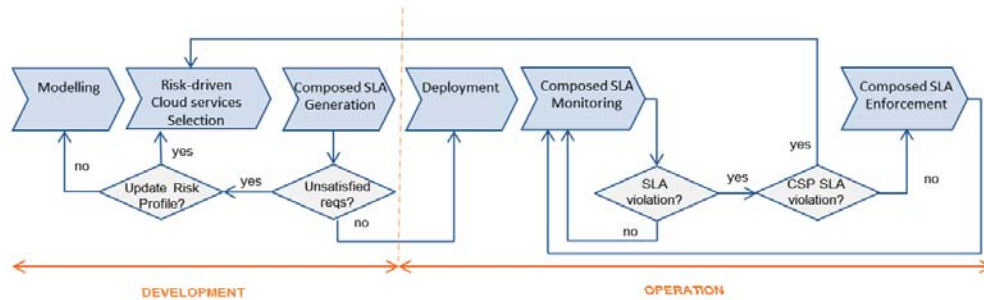 Modelling
Risk-driven
Cloud services
Selection
Composed SLA
Generation
Deployment
Composed SLA
Monitoring
Composed SLA
Enforcement
no
yes
Update Risk
Profile?
yes
Unsatisfied
reqs?
no
SLA
violation?
no
yes
CSP SLA
violation?
yes
no
DEVELOPMENT
OPERATION